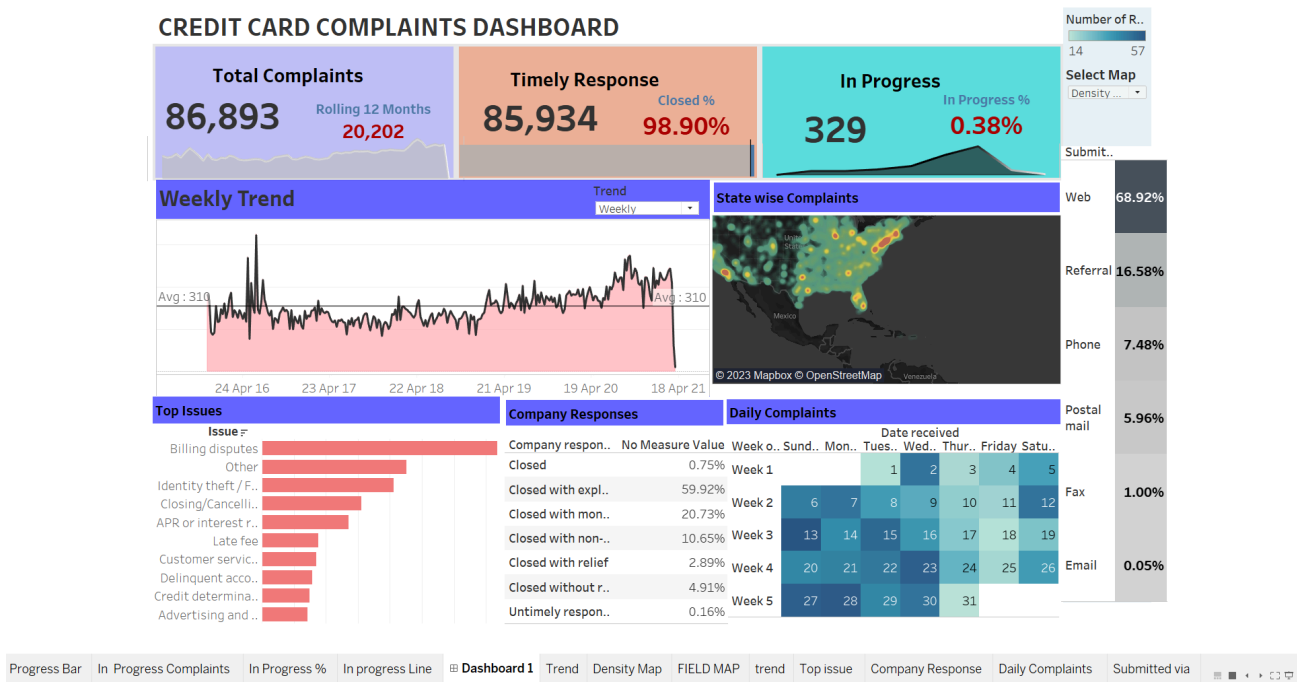 CREDIT CARD COMPLAINTS DASHBOARD
Number of R..
14 57
Select Map
Density ...
Total Complaints
86,893
Rolling 12 Months
20,202
Timely Response
85,934
Closed %
98.90%
In Progress
329
In Progress %
0.38%
Submit..
Web 68.92%
Referral 16.58%
Phone 7.48%
Postal mail 5.96%
Fax 1.00%
Email 0.05%
Weekly Trend
Trend
Weekly
Avg : 310 Avg : 310
24 Apr 16 23 Apr 17 22 Apr 18 21 Apr 19 19 Apr 20 18 Apr 21
State wise Complaints
United States
Mexico
Venezuela
© 2023 Mapbox © OpenStreetMap
Top Issues
Issue
Billing disputes
Other
Identity theft / F..
Closing/Cancelli..
APR or interest r..
Late fee
Customer servic..
Delinquent acco..
Credit determina..
Advertising and ..
Company Responses
Company respon.. No Measure Value
Closed 0.75%
Closed with expl.. 59.92%
Closed with mon.. 20.73%
Closed with non-.. 10.65%
Closed with relief 2.89%
Closed without r.. 4.91%
Untimely respon.. 0.16%
Daily Complaints
Date received
Week o.. Sund.. Mon.. Tues.. Wed.. Thur.. Friday Satu..
Week 1 1 2 3 4 5
Week 2 6 7 8 9 10 11 12
Week 3 13 14 15 16 17 18 19
Week 4 20 21 22 23 24 25 26
Week 5 27 28 29 30 31
Progress Bar In Progress Complaints In Progress % In progress Line Dashboard 1 Trend Density Map FIELD MAP trend Top issue Company Response Daily Complaints Submitted via